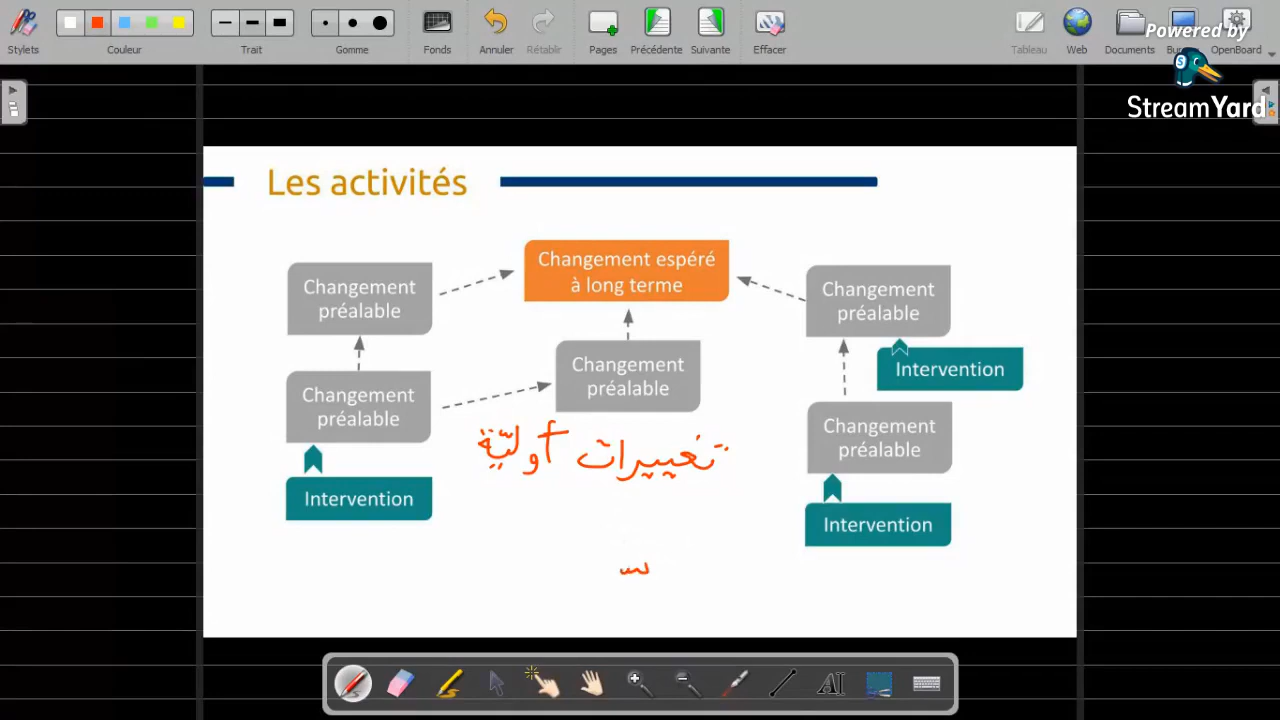 Stylets
Couleur
Trait
Gomme
Fonds
Annuler
Rétablir
Pages
Précédente
Suivante
Effacer
Tableau
Web
Documents
OpenBoard
Powered by
StreamYard
Les activités
Changement espéré
à long terme
Changement
préalable
Changement
préalable
Changement
préalable
Intervention
Changement
préalable
Changement
préalable
تغييرات أوليّة
Intervention
Intervention